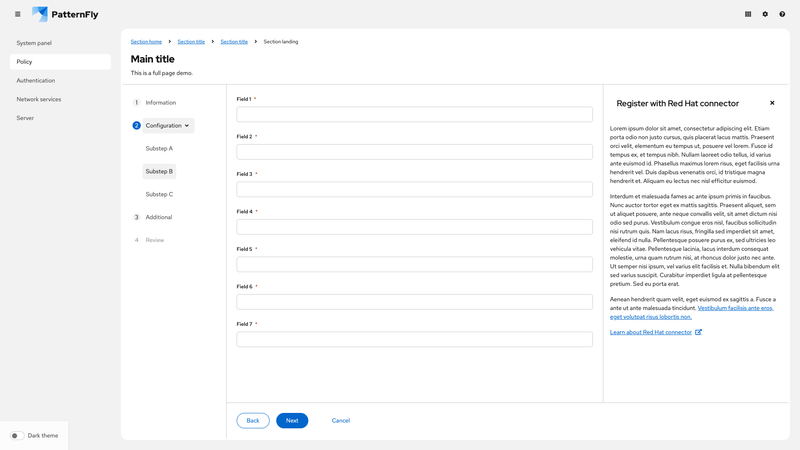 PatternFly
System panel
Policy
Authentication
Network services
Server
Section home
Section title
Section title
Section landing
Main title
This is a full page demo.
1 Information
2 Configuration
Substep A
Substep B
Substep C
3 Additional
4 Review
Field 1 *
Field 2 *
Field 3 *
Field 4 *
Field 5 *
Field 6 *
Field 7 *
Register with Red Hat connector
Lorem ipsum dolor sit amet, consectetur adipiscing elit. Etiam
porta odio non justo cursus, quis placerat lacus mattis. Praesent
orci velit, elementum eu tempus ut, posuere vel lorem. Fusce id
tempus ex, et tempus nibh. Nullam laoreet odio tellus, id varius
ante euismod id. Phasellus maximus lorem risus, eget facilisis urna
hendrerit vel. Duis dapibus venenatis orci, id tristique magna
hendrerit et. Aliquam eu lectus nec nisl efficitur euismod.
Interdum et malesuada fames ac ante ipsum primis in faucibus.
Nunc auctor tortor eget ex mattis sagittis. Praesent aliquet, sem
ut aliquet posuere, ante neque convallis velit, sit amet dictum nisi
odio sed purus. Vestibulum congue eros nisl, faucibus sollicitudin
nisi rutrum quis. Nam lacus risus, fringilla sed imperdiet sit amet,
eleifend id nulla. Pellentesque posuere purus ex, sed ultricies leo
vehicula vitae. Pellentesque lacinia, lacus interdum consequat
molestie, urna quam rutrum nisi, at rhoncus dolor justo nec ante.
Ut semper nisi ipsum, vel varius elit facilisis et. Nulla bibendum elit
sed varius suscipit. Curabitur imperdiet ligula at pellentesque
pretium. Sed eu porta erat.
Aenean hendrerit quam velit, eget euismod ex sagittis a. Fusce a
ante ut ante malesuada tincidunt. Vestibulum facilisis ante eros,
eget volutpat risus lobortis non.
Learn about Red Hat connector
Back
Next
Cancel
Dark theme